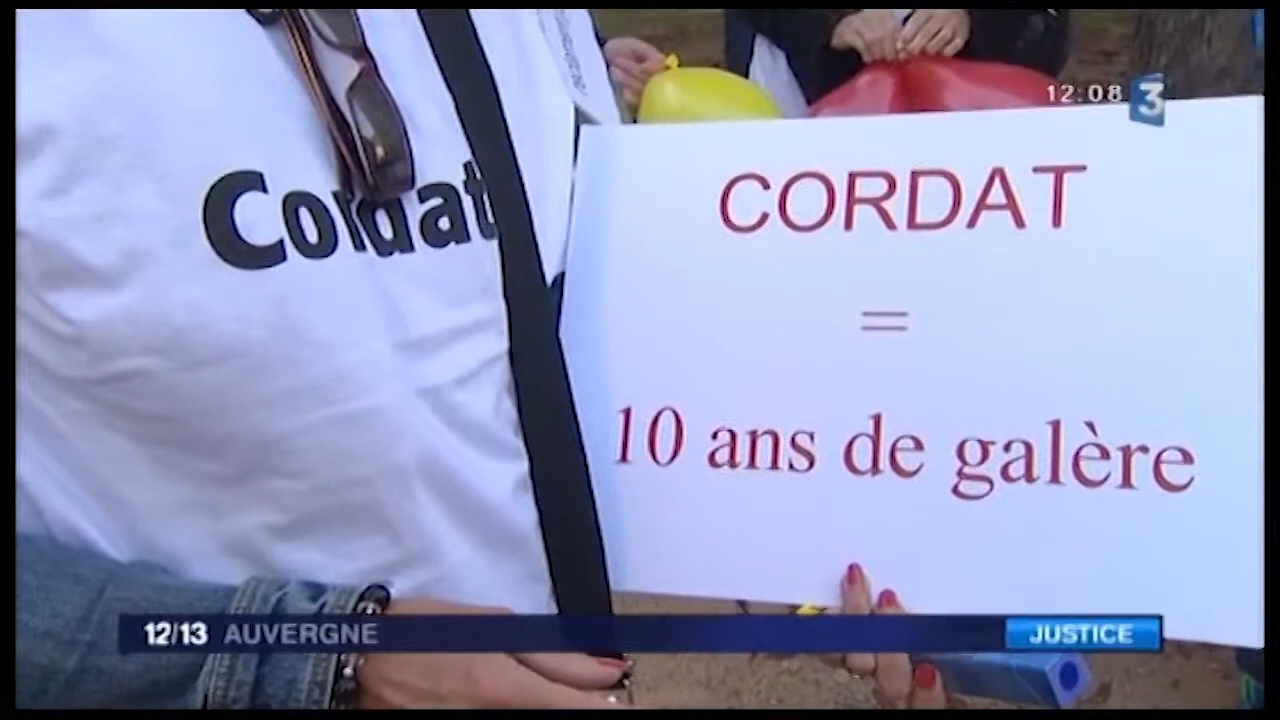 12:08 3
Cordat
CORDAT
=
10 ans de galère
12/13 AUVERGNE
JUSTICE